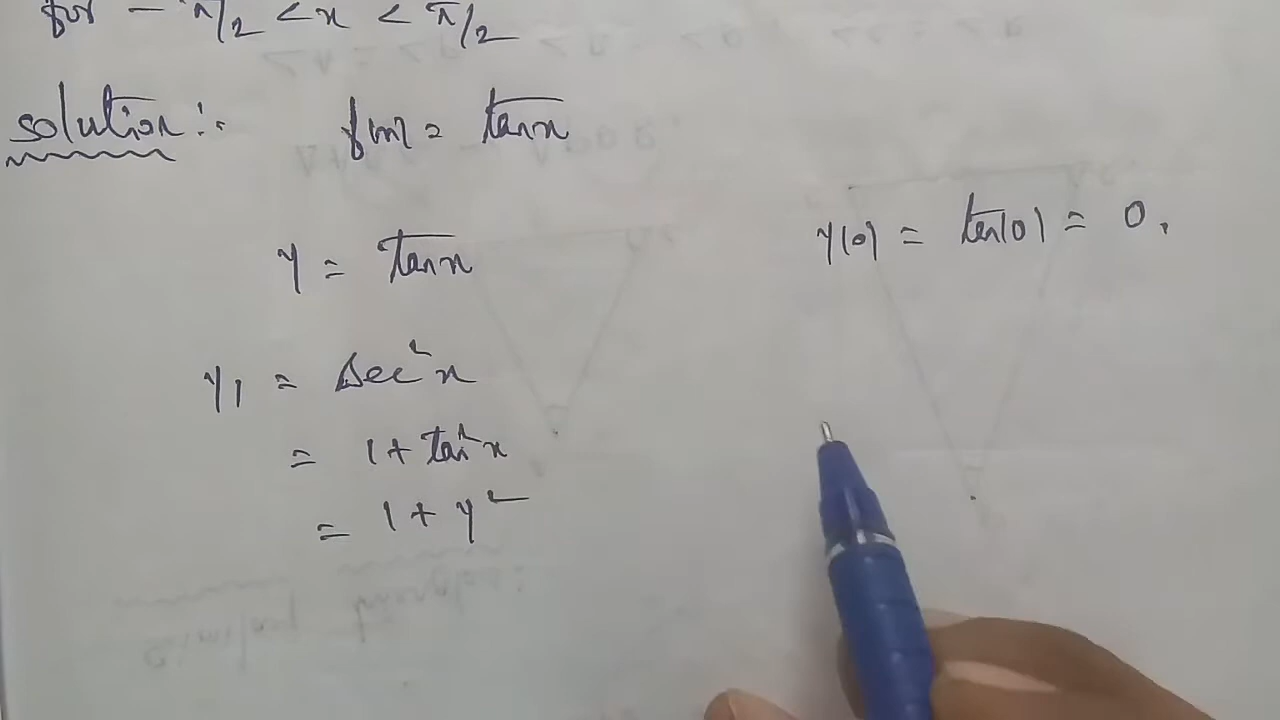 for - π/2 < x < π/2
solution :- f(x) = tanx
y = tanx
y(0) = tan(0) = 0.
y1 = sec²x
= 1 + tan²x
= 1 + y²